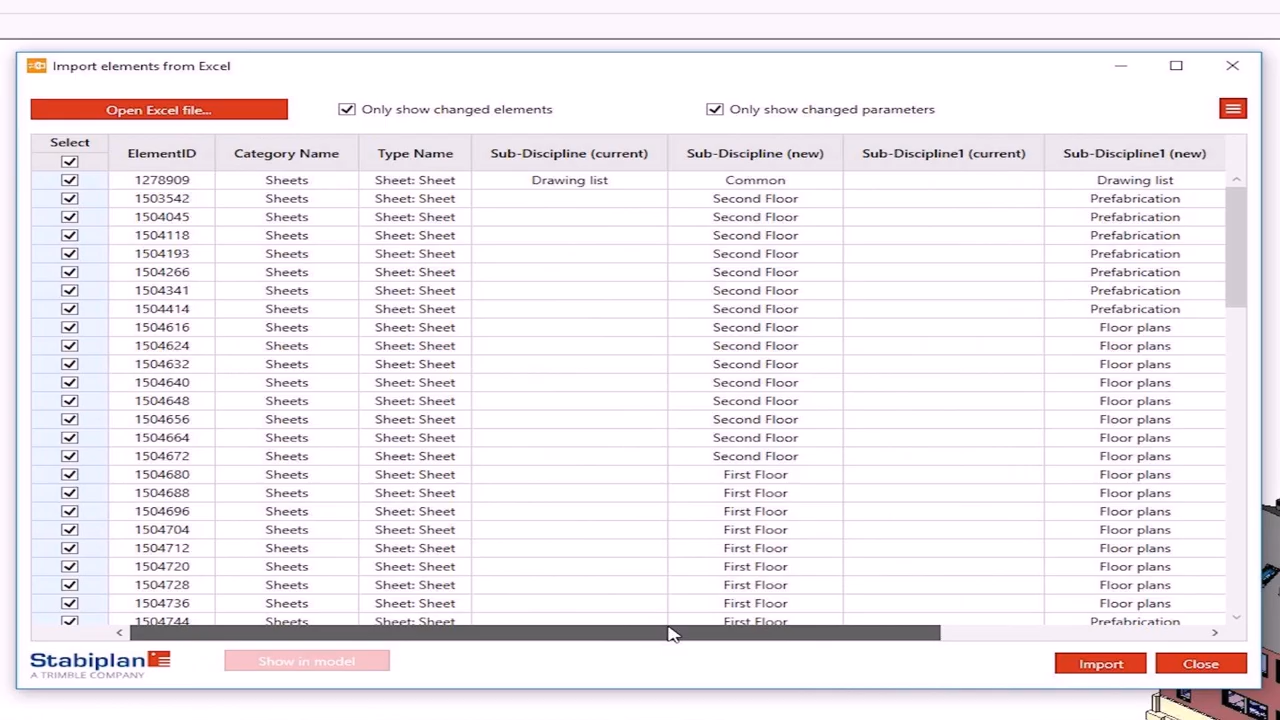 Import elements from Excel
Open Excel file... Only show changed elements Only show changed parameters
Select ElementID Category Name Type Name Sub-Discipline (current) Sub-Discipline (new) Sub-Discipline1 (current) Sub-Discipline1 (new)
1278909 Sheets Sheet: Sheet Drawing list Common Drawing list
1503542 Sheets Sheet: Sheet Second Floor Prefabrication
1504045 Sheets Sheet: Sheet Second Floor Prefabrication
1504118 Sheets Sheet: Sheet Second Floor Prefabrication
1504193 Sheets Sheet: Sheet Second Floor Prefabrication
1504266 Sheets Sheet: Sheet Second Floor Prefabrication
1504341 Sheets Sheet: Sheet Second Floor Prefabrication
1504414 Sheets Sheet: Sheet Second Floor Prefabrication
1504616 Sheets Sheet: Sheet Second Floor Floor plans
1504624 Sheets Sheet: Sheet Second Floor Floor plans
1504632 Sheets Sheet: Sheet Second Floor Floor plans
1504640 Sheets Sheet: Sheet Second Floor Floor plans
1504648 Sheets Sheet: Sheet Second Floor Floor plans
1504656 Sheets Sheet: Sheet Second Floor Floor plans
1504664 Sheets Sheet: Sheet Second Floor Floor plans
1504672 Sheets Sheet: Sheet Second Floor Floor plans
1504680 Sheets Sheet: Sheet First Floor Floor plans
1504688 Sheets Sheet: Sheet First Floor Floor plans
1504696 Sheets Sheet: Sheet First Floor Floor plans
1504704 Sheets Sheet: Sheet First Floor Floor plans
1504712 Sheets Sheet: Sheet First Floor Floor plans
1504720 Sheets Sheet: Sheet First Floor Floor plans
1504728 Sheets Sheet: Sheet First Floor Floor plans
1504736 Sheets Sheet: Sheet First Floor Floor plans
1504744 Sheets Sheet: Sheet First Floor Prefabrication
Stabiplan Show in model Import Close
A TRIMBLE COMPANY